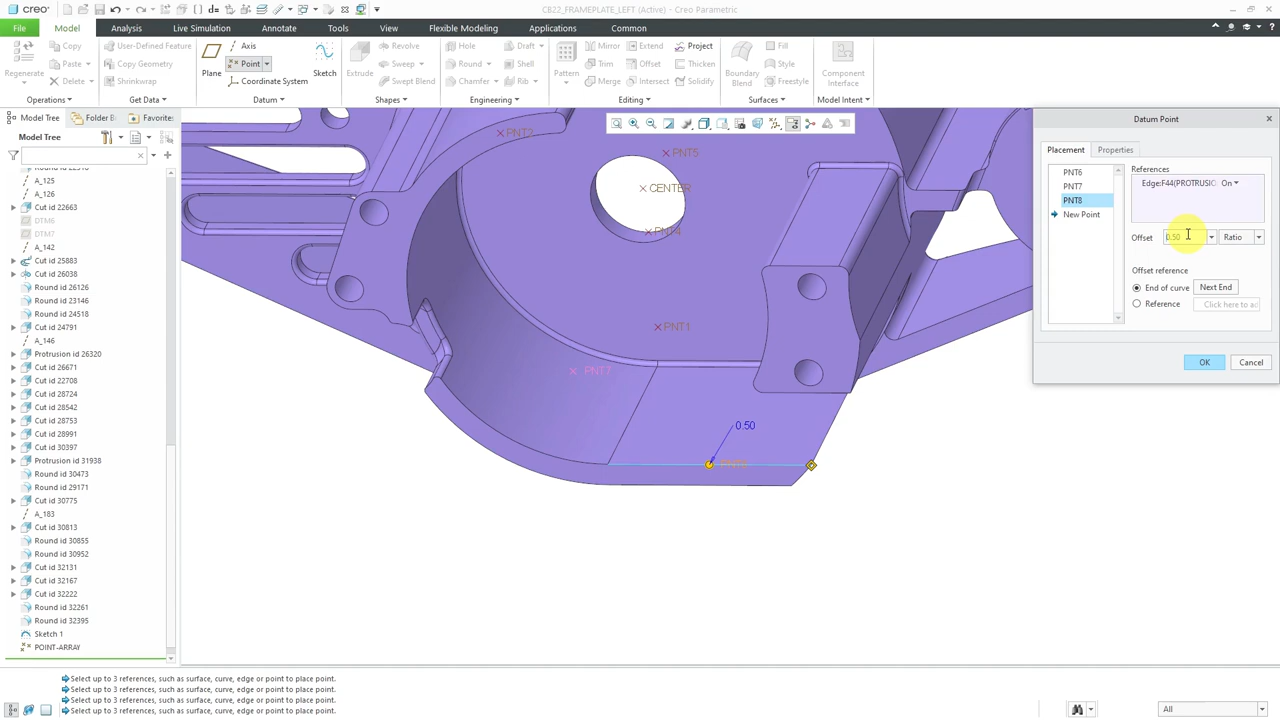 creo°
CB22_FRAMEPLATE_LEFT (Active) - Creo Parametric
File
Model
Analysis
Live Simulation
Annotate
Tools
View
Flexible Modeling
Applications
Common
Regenerate
Copy
Paste
Delete
User-Defined Feature
Copy Geometry
Shrinkwrap
Plane
Axis
Point
Coordinate System
Sketch
Extrude
Revolve
Sweep
Swept Blend
Hole
Round
Chamfer
Draft
Shell
Rib
Pattern
Mirror
Trim
Merge
Extend
Offset
Intersect
Project
Thicken
Solidify
Boundary Blend
Fill
Style
Freestyle
Component Interface
Operations
Get Data
Datum
Shapes
Engineering
Editing
Surfaces
Model Intent
Model Tree
Folder B
Favorite
Model Tree
A_125
A_126
Cut id 22663
DTM6
DTM7
A_142
Cut id 25883
Cut id 26038
Round id 26126
Round id 23146
Round id 24518
Cut id 24791
A_146
Protrusion id 26320
Cut id 26671
Cut id 22708
Cut id 28724
Cut id 28542
Cut id 28753
Cut id 28991
Cut id 30397
Protrusion id 31938
Round id 30473
Round id 29171
Cut id 30775
A_183
Cut id 30813
Round id 30855
Round id 30952
Cut id 32131
Cut id 32167
Cut id 32222
Round id 32261
Round id 32395
Sketch 1
POINT-ARRAY
PNT2
PNT5
CENTER
PNT4
PNT1
PNT7
0.50
Datum Point
Placement
Properties
PNT6
PNT7
PNT8
New Point
References
Edge:F44(PROTRUSIC
On
Offset
0.50
Ratio
Offset reference
End of curve
Next End
Reference
Click here to ad
OK
Cancel
Select up to 3 references, such as surface, curve, edge or point to place point.
Select up to 3 references, such as surface, curve, edge or point to place point.
Select up to 3 references, such as surface, curve, edge or point to place point.
Select up to 3 references, such as surface, curve, edge or point to place point.
All